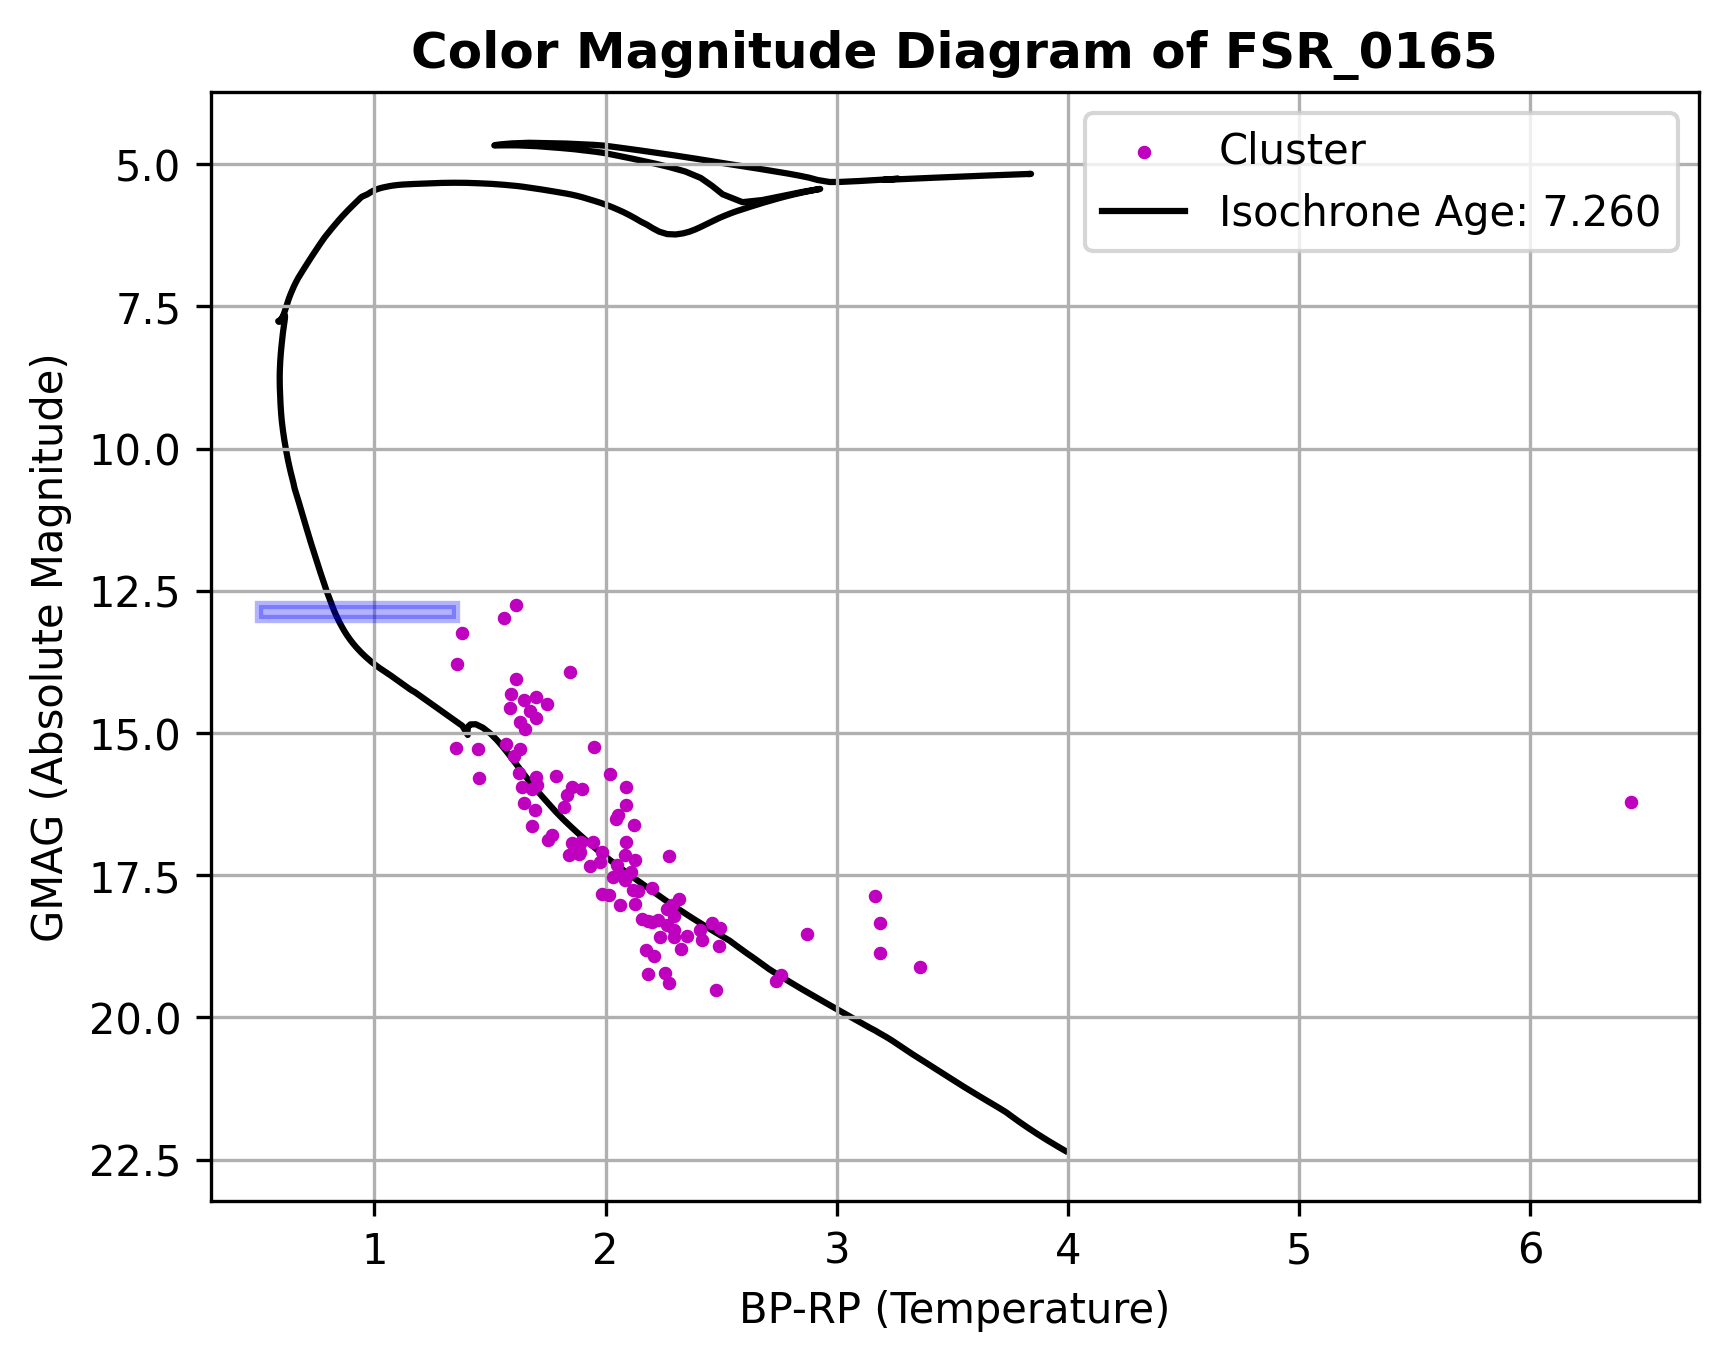 Color Magnitude Diagram of FSR_0165
Cluster
Isochrone Age: 7.260
5.0
7.5
10.0
12.5
15.0
17.5
20.0
22.5
GMAG (Absolute Magnitude)
1 2 3 4 5 6
BP-RP (Temperature)